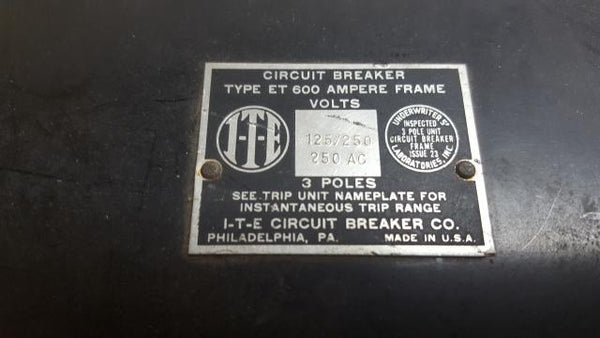 CIRCUIT BREAKER
TYPE ET 600 AMPERE FRAME
VOLTS
I-T-E
125/250
250 AC
UNDERWRITERS'
INSPECTED
3 POLE UNIT
CIRCUIT BREAKER
FRAME
ISSUE 23
LABORATORIES, INC.
3 POLES
SEE TRIP UNIT NAMEPLATE FOR
INSTANTANEOUS TRIP RANGE
I-T-E CIRCUIT BREAKER CO.
PHILADELPHIA, PA. MADE IN U.S.A.